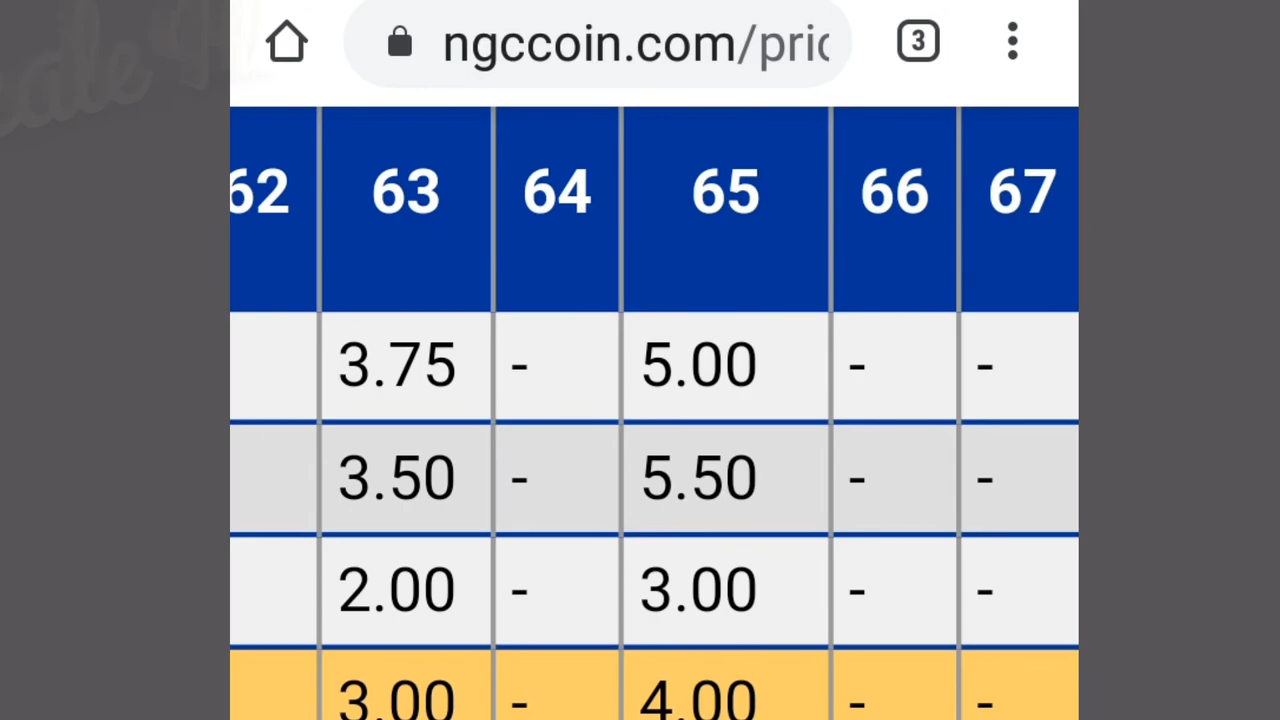 ngccoin.com/pric 3
62 63 64 65 66 67
3.75 - 5.00 - -
3.50 - 5.50 - -
2.00 - 3.00 - -
3.00 - 4.00 - -